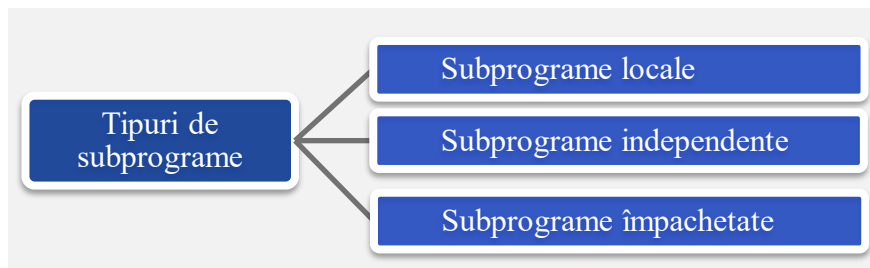 Tipuri de
subprograme
Subprograme locale
Subprograme independente
Subprograme împachetate